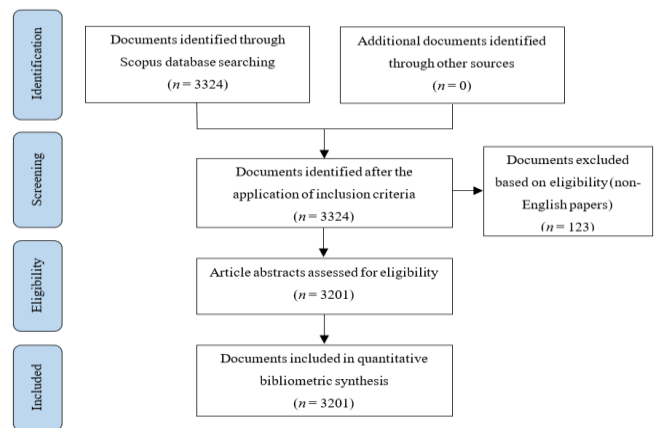 Identification
Documents identified through
Scopus database searching
(n = 3324)
Additional documents identified
through other sources
(n = 0)
Screening
Documents identified after the
application of inclusion criteria
(n = 3324)
Documents excluded
based on eligibility (non-
English papers)
(n = 123)
Eligibility
Article abstracts assessed for eligibility
(n = 3201)
Included
Documents included in quantitative
bibliometric synthesis
(n = 3201)